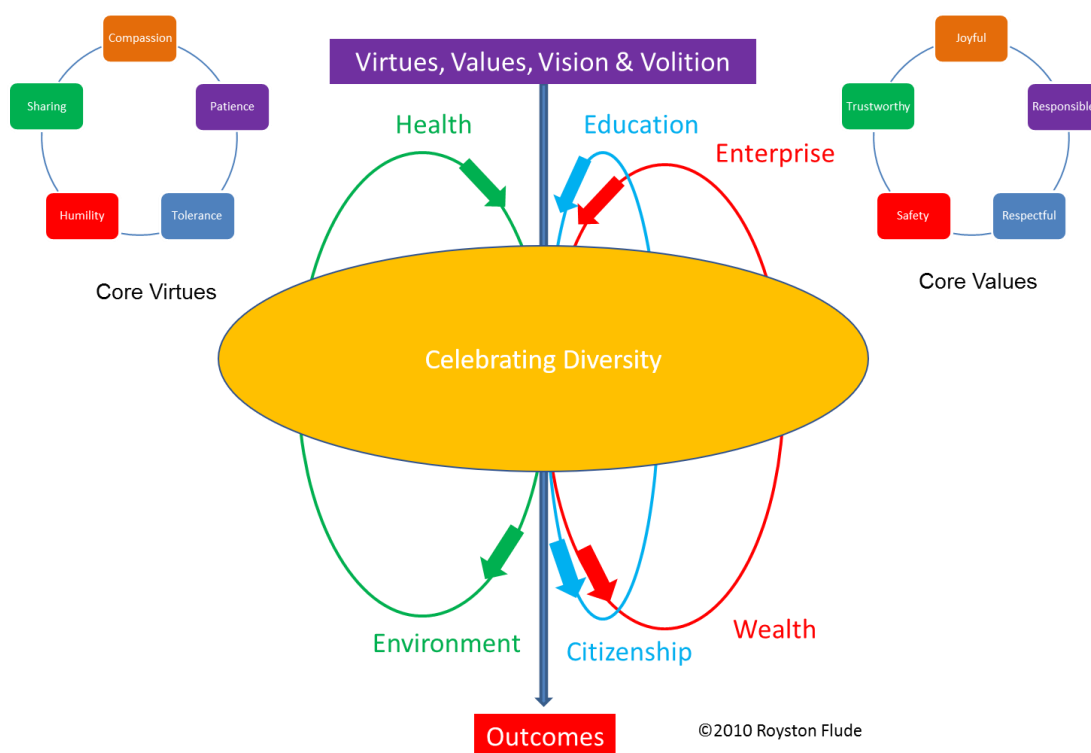 Compassion
Sharing
Patience
Humility
Tolerance
Core Virtues
Virtues, Values, Vision & Volition
Health
Education
Enterprise
Joyful
Trustworthy
Responsible
Safety
Respectful
Core Values
Celebrating Diversity
Environment
Citizenship
Wealth
Outcomes
©2010 Royston Flude